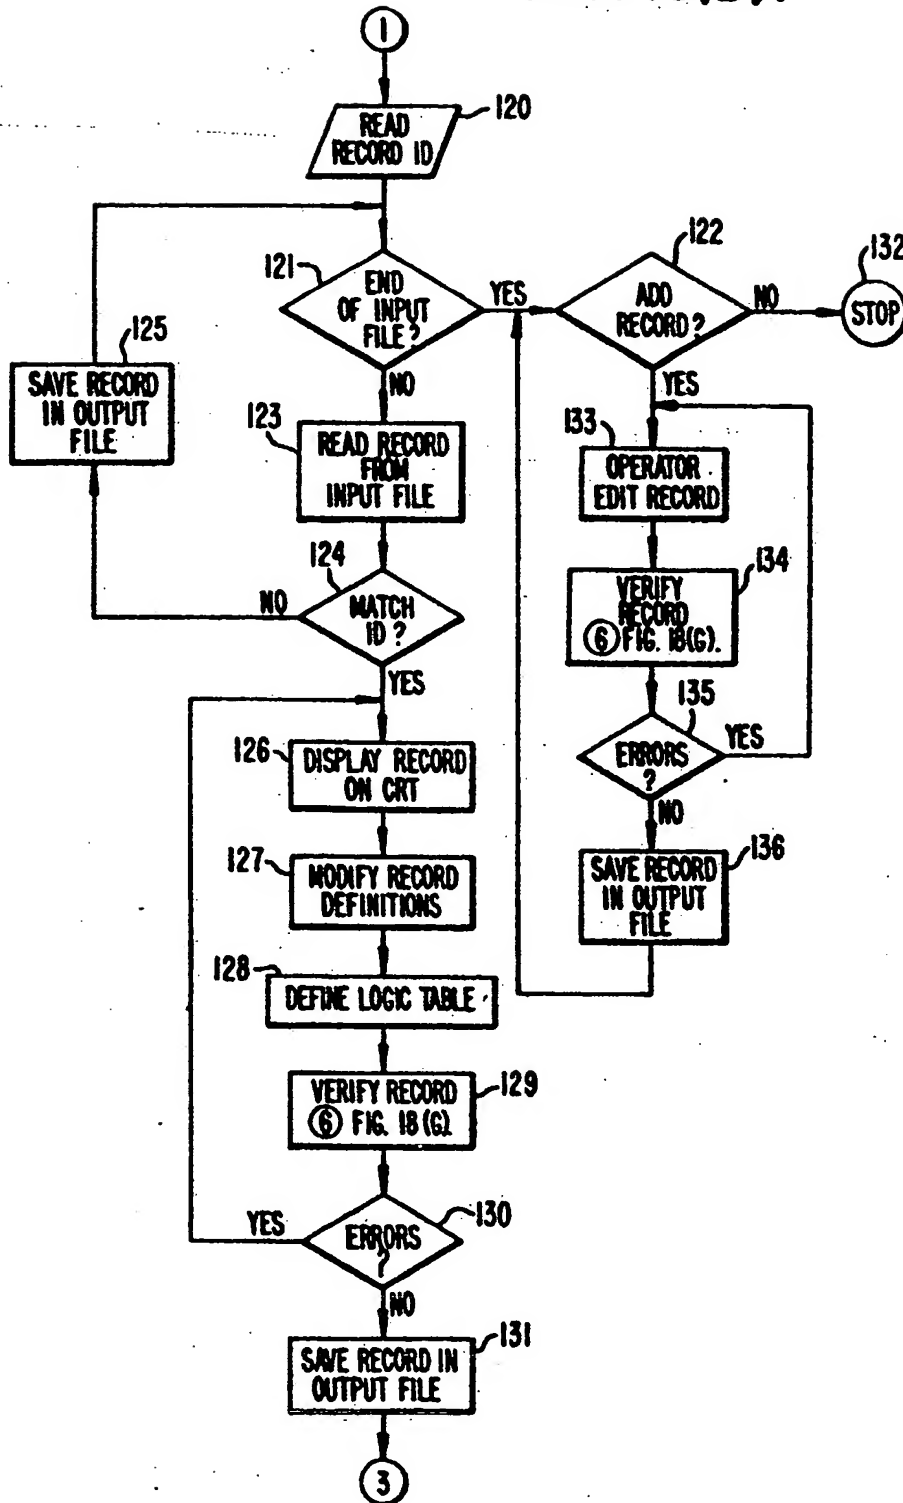 1
120
READ
RECORD ID
121
END
OF INPUT
FILE?
YES
NO
122
ADD
RECORD?
NO
YES
132
STOP
125
SAVE RECORD
IN OUTPUT
FILE
123
READ RECORD
FROM
INPUT FILE
133
OPERATOR
EDIT RECORD
124
MATCH
ID?
NO
YES
134
VERIFY
RECORD
6 FIG. 18(G).
135
ERRORS
?
YES
NO
126
DISPLAY RECORD
ON CRT
136
SAVE RECORD
IN OUTPUT
FILE
127
MODIFY RECORD
DEFINITIONS
128
DEFINE LOGIC TABLE
129
VERIFY RECORD
6 FIG. 18(G)
130
ERRORS
?
YES
NO
131
SAVE RECORD IN
OUTPUT FILE
3